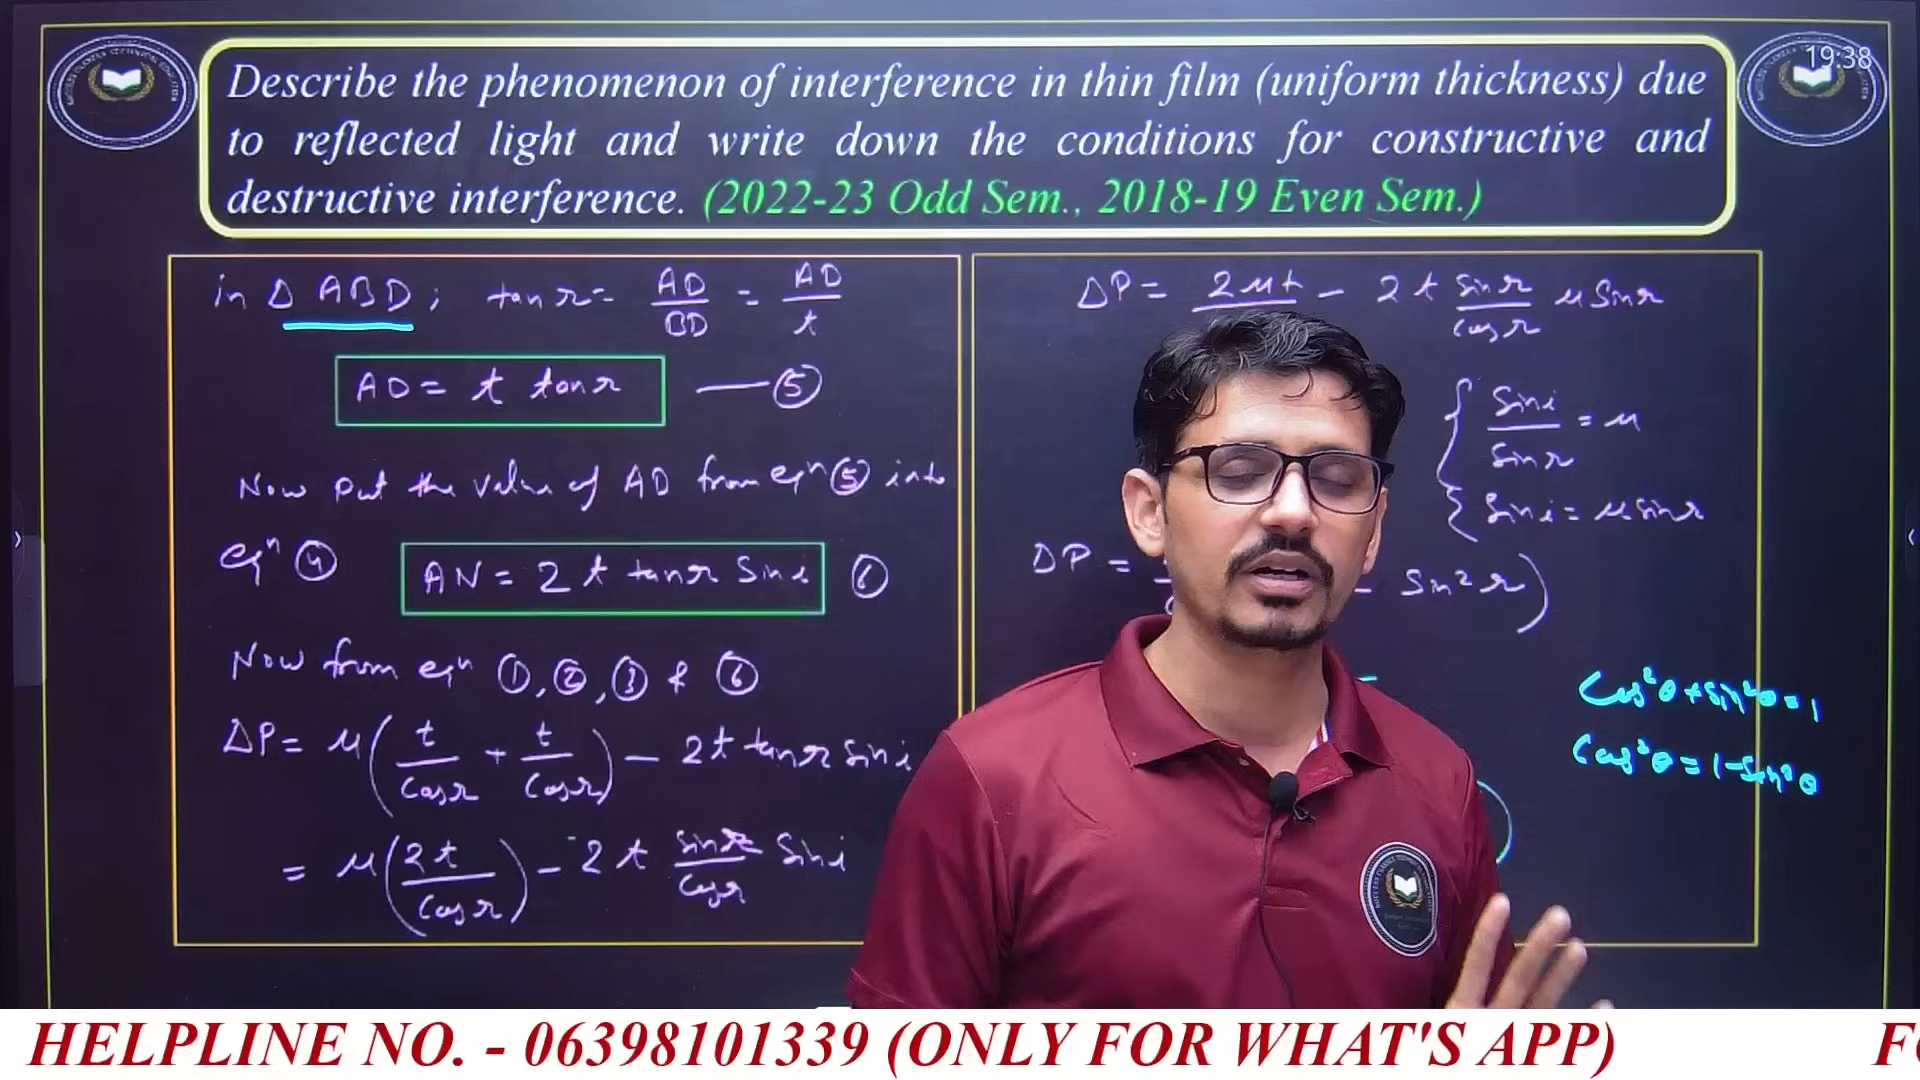 19:38
Describe the phenomenon of interference in thin film (uniform thickness) due
to reflected light and write down the conditions for constructive and
destructive interference. (2022-23 Odd Sem., 2018-19 Even Sem.)
in Δ ABD; tan r = AD/BD = AD/t
AD = t tan r —— ⑤
Now put the value of AD from eqⁿ ⑤ into
eqⁿ ④ AN = 2 t tan r Sin i ⑥
Now from eqⁿ ①, ②, ③ & ⑥
ΔP = μ(t/Cos r + t/Cos r) – 2t tan r Sin i
= μ(2t/Cos r) – 2 t Sin r/Cos r Sin i
ΔP = 2μt – 2 t Sin r/Cos r μ Sin r
{ Sin i/Sin r = μ
{ Sin i = μ Sin r
ΔP = – Sin² r)
Cos²θ + Sin²θ = 1
Cos²θ = 1 – Sin²θ
HELPLINE NO. - 06398101339 (ONLY FOR WHAT'S APP)